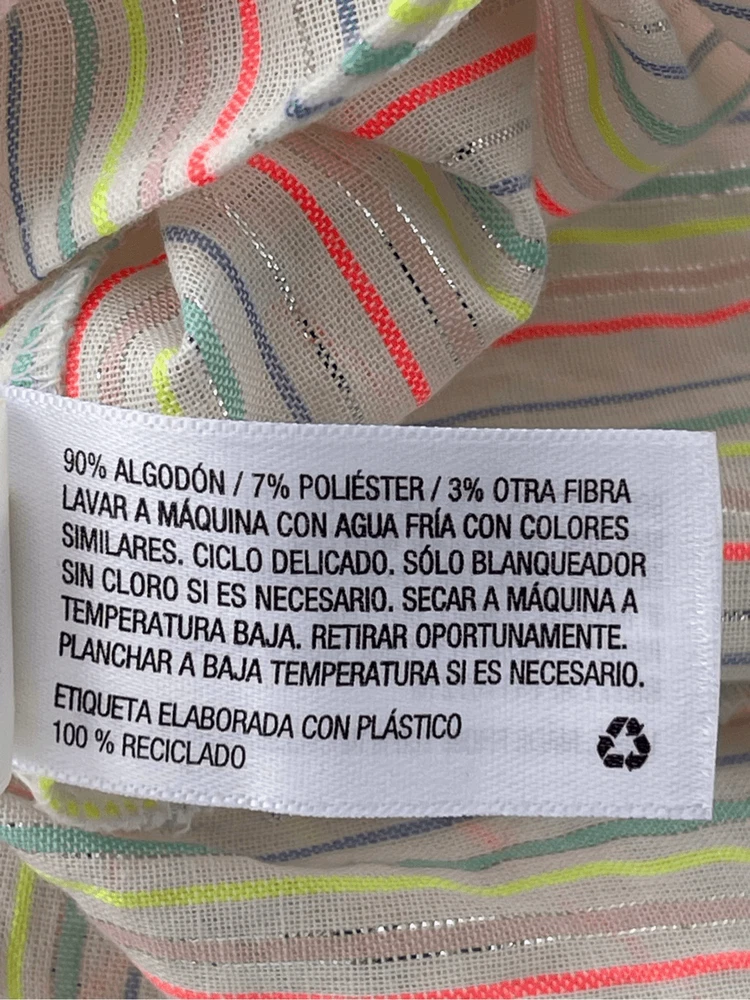 90% ALGODÓN / 7% POLIÉSTER / 3% OTRA FIBRA
LAVAR A MÁQUINA CON AGUA FRÍA CON COLORES
SIMILARES. CICLO DELICADO. SÓLO BLANQUEADOR
SIN CLORO SI ES NECESARIO. SECAR A MÁQUINA A
TEMPERATURA BAJA. RETIRAR OPORTUNAMENTE.
PLANCHAR A BAJA TEMPERATURA SI ES NECESARIO.
ETIQUETA ELABORADA CON PLÁSTICO
100 % RECICLADO